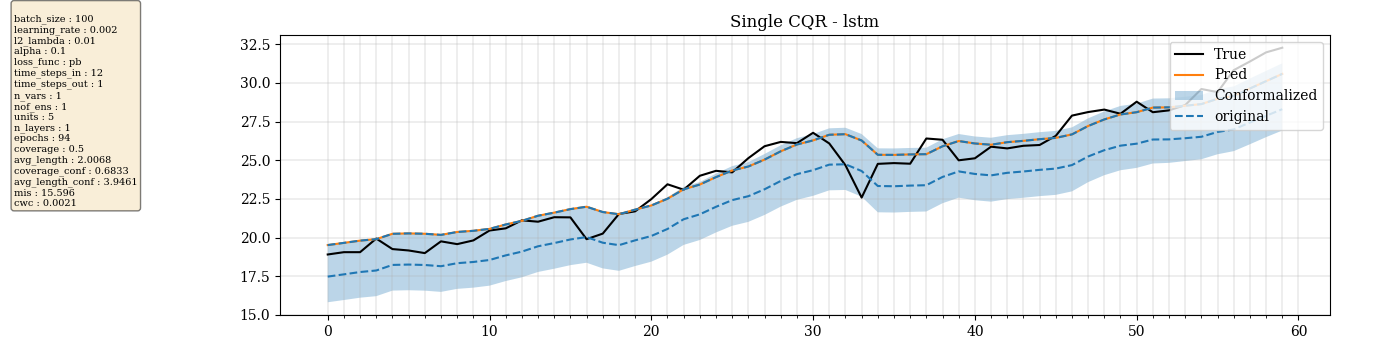 batch_size : 100
learning_rate : 0.002
l2_lambda : 0.01
alpha : 0.1
loss_func : pb
time_steps_in : 12
time_steps_out : 1
n_vars : 1
nof_ens : 1
units : 5
n_layers : 1
epochs : 94
coverage : 0.5
avg_length : 2.0068
coverage_conf : 0.6833
avg_length_conf : 3.9461
mis : 15.596
cwc : 0.0021
Single CQR - lstm
32.5
30.0
27.5
25.0
22.5
20.0
17.5
15.0
0 10 20 30 40 50 60
True
Pred
Conformalized
original